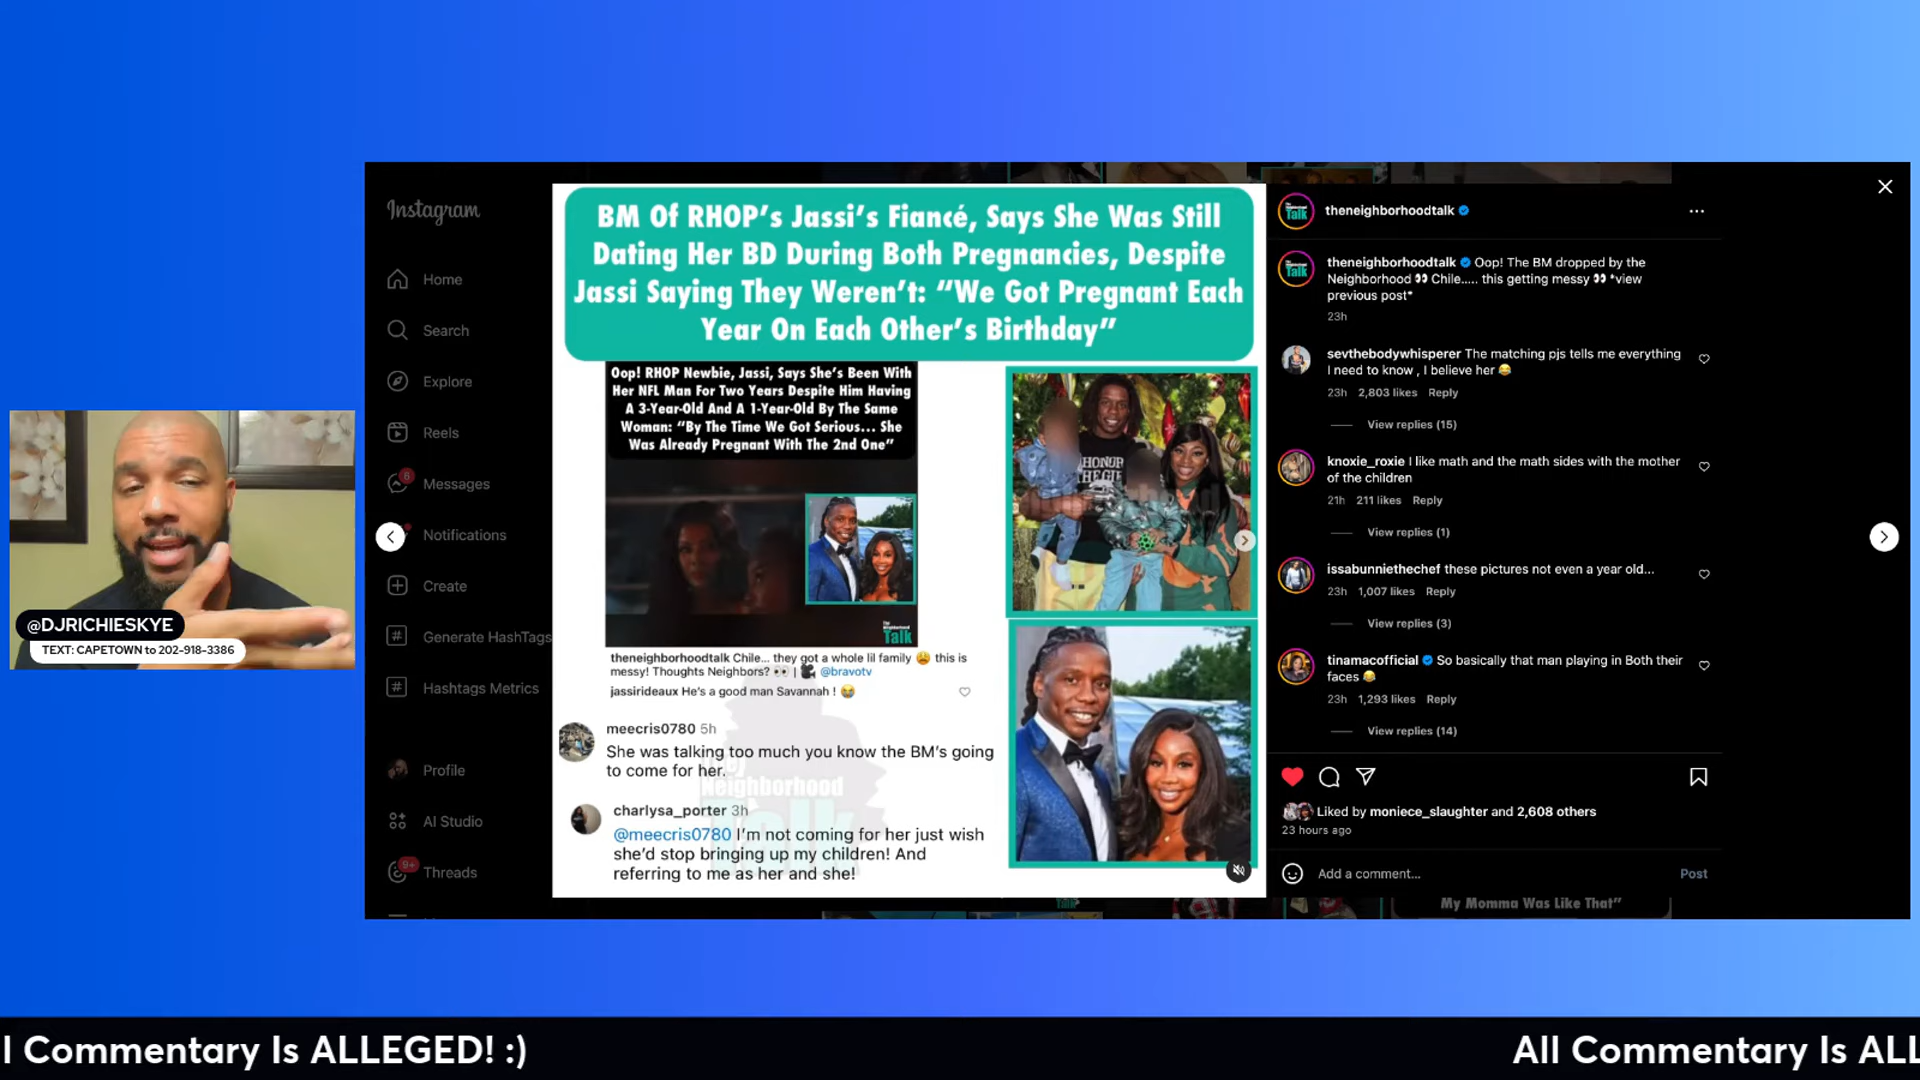 Instagram
Home
Search
Explore
Reels
6
Messages
Notifications
Create
Generate HashTags
Hashtags Metrics
Profile
AI Studio
9+
Threads
@DJRICHIESKYE
TEXT: CAPETOWN to 202-918-3386
BM Of RHOP's Jassi's Fiancé, Says She Was Still
Dating Her BD During Both Pregnancies, Despite
Jassi Saying They Weren't: "We Got Pregnant Each
Year On Each Other's Birthday"
Oop! RHOP Newbie, Jassi, Says She's Been With
Her NFL Man For Two Years Despite Him Having
A 3-Year-Old And A 1-Year-Old By The Same
Woman: "By The Time We Got Serious... She
Was Already Pregnant With The 2nd One"
Talk
theneighborhoodtalk Chile... they got a whole lil family 😩 this is
messy! Thoughts Neighbors? 👀 | 🎥 @bravotv
jassirideaux He's a good man Savannah ! 😭
meecris0780 5h
She was talking too much you know the BM's going
to come for her.
Neighborhood
Talk
charlysa_porter 3h
@meecris0780 I'm not coming for her just wish
she'd stop bringing up my children! And
referring to me as her and she!
HONOR
THE GIL
Talk
theneighborhoodtalk
Talk
theneighborhoodtalk Oop! The BM dropped by the
Neighborhood 👀 Chile..... this getting messy 👀 *view
previous post*
23h
sevthebodywhisperer The matching pjs tells me everything
I need to know , I believe her 😂
23h 2,803 likes Reply
View replies (15)
knoxie_roxie I like math and the math sides with the mother
of the children
21h 211 likes Reply
View replies (1)
issabunniethechef these pictures not even a year old...
23h 1,007 likes Reply
View replies (3)
tinamacofficial So basically that man playing in Both their
faces 😂
23h 1,293 likes Reply
View replies (14)
Liked by moniece_slaughter and 2,608 others
23 hours ago
Add a comment...
Post
My Momma Was Like That"
l Commentary Is ALLEGED! :)
All Commentary Is ALL